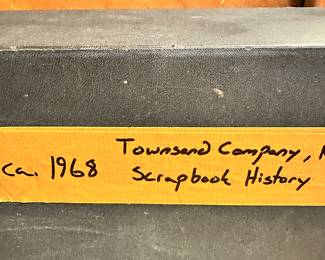 Townsend Company,
ca. 1968 Scrapbook History